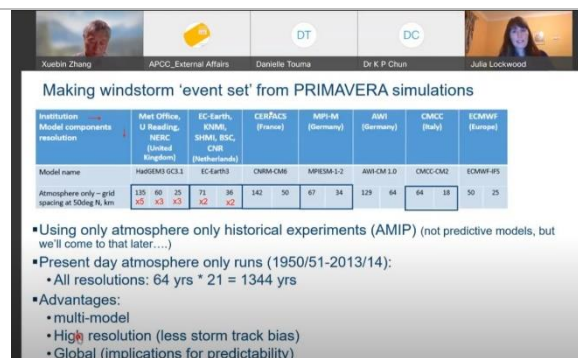 DT
DC
Xuebin Zhang
APCC_External Affairs
Danielle Touma
Dr K P Chun
Julia Lockwood
Making windstorm 'event set' from PRIMAVERA simulations
Institution
Model components
resolution
Met Office,
U Reading,
NERC
(United
Kingdom)
EC-Earth,
KNMI,
SHMI, BSC,
CNR
(Netherlands)
CERFACS
(France)
MPI-M
(Germany)
AWI
(Germany)
CMCC
(Italy)
ECMWF
(Europe)
Model name
HadGEM3 GC3.1
EC-Earth3
CNRM-CM6
MPIESM-1-2
AWI-CM 1.0
CMCC-CM2
ECMWF-IFS
Atmosphere only – grid
spacing at 50deg N, km
135 60 25
71 36
142 50
67 34
129 64
64 18
50 25
x5 x3 x3
x2 x2
▪Using only atmosphere only historical experiments (AMIP) (not predictive models, but
we'll come to that later....)
▪Present day atmosphere only runs (1950/51-2013/14):
• All resolutions: 64 yrs * 21 = 1344 yrs
▪Advantages:
• multi-model
• High resolution (less storm track bias)
• Global (implications for predictability)